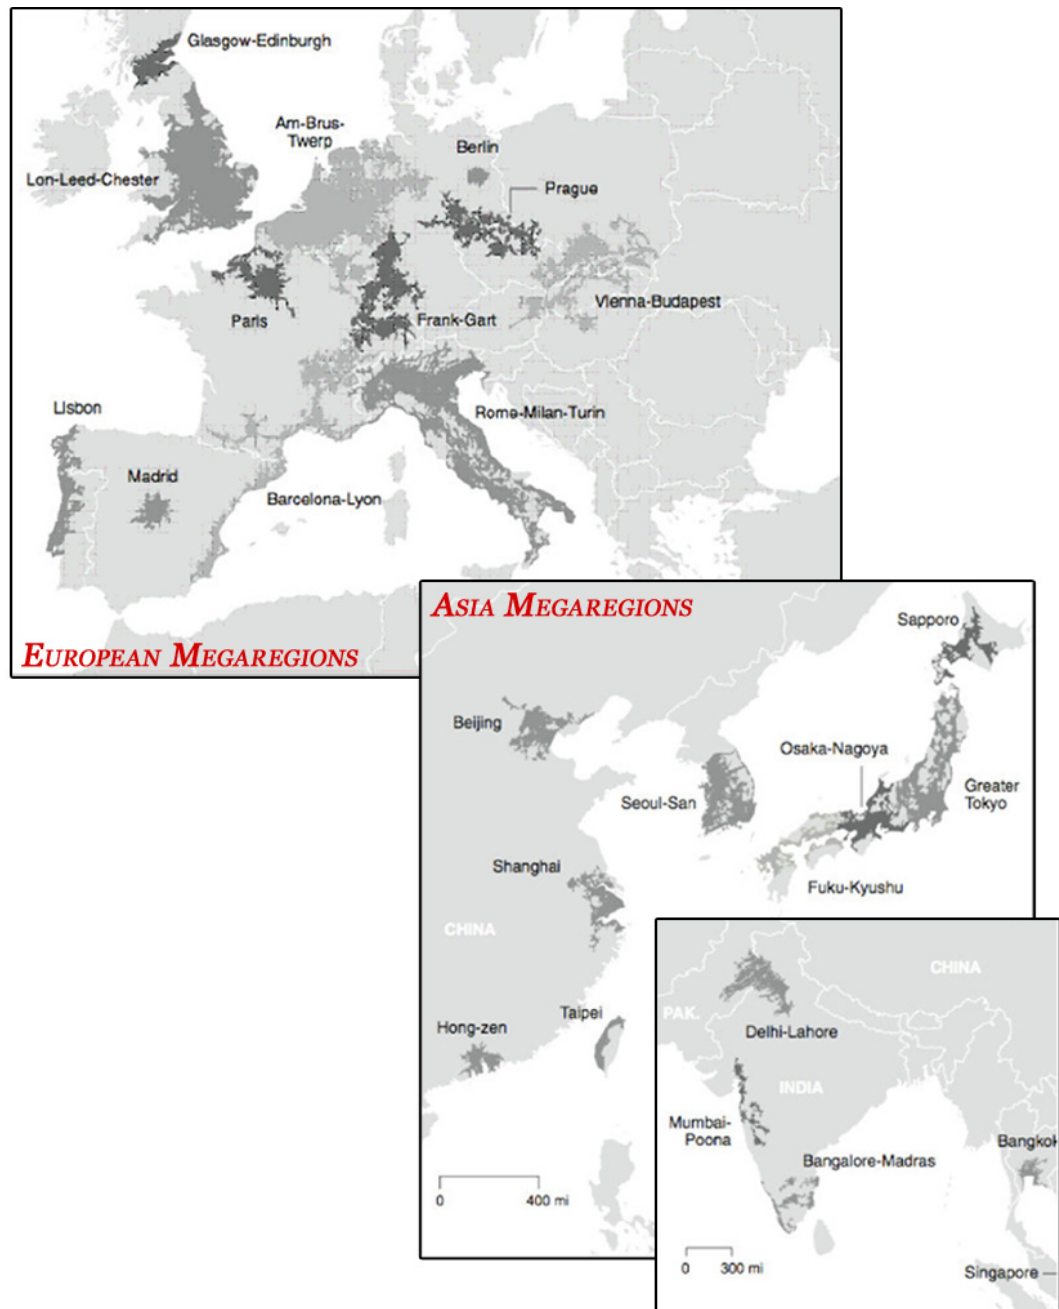 Glasgow-Edinburgh
Am-Brus-
Twerp
Berlin
Lon-Leed-Chester
Prague
Vienna-Budapest
Paris
Frank-Gart
Lisbon
Rome-Milan-Turin
Madrid
Barcelona-Lyon
EUROPEAN MEGAREGIONS
ASIA MEGAREGIONS
Sapporo
Beijing
Osaka-Nagoya
Seoul-San
Greater
Tokyo
Shanghai
Fuku-Kyushu
CHINA
Taipei
Hong-zen
0 400 mi
CHINA
PAK.
Delhi-Lahore
INDIA
Mumbai-
Poona
Bangkok
Bangalore-Madras
0 300 mi
Singapore